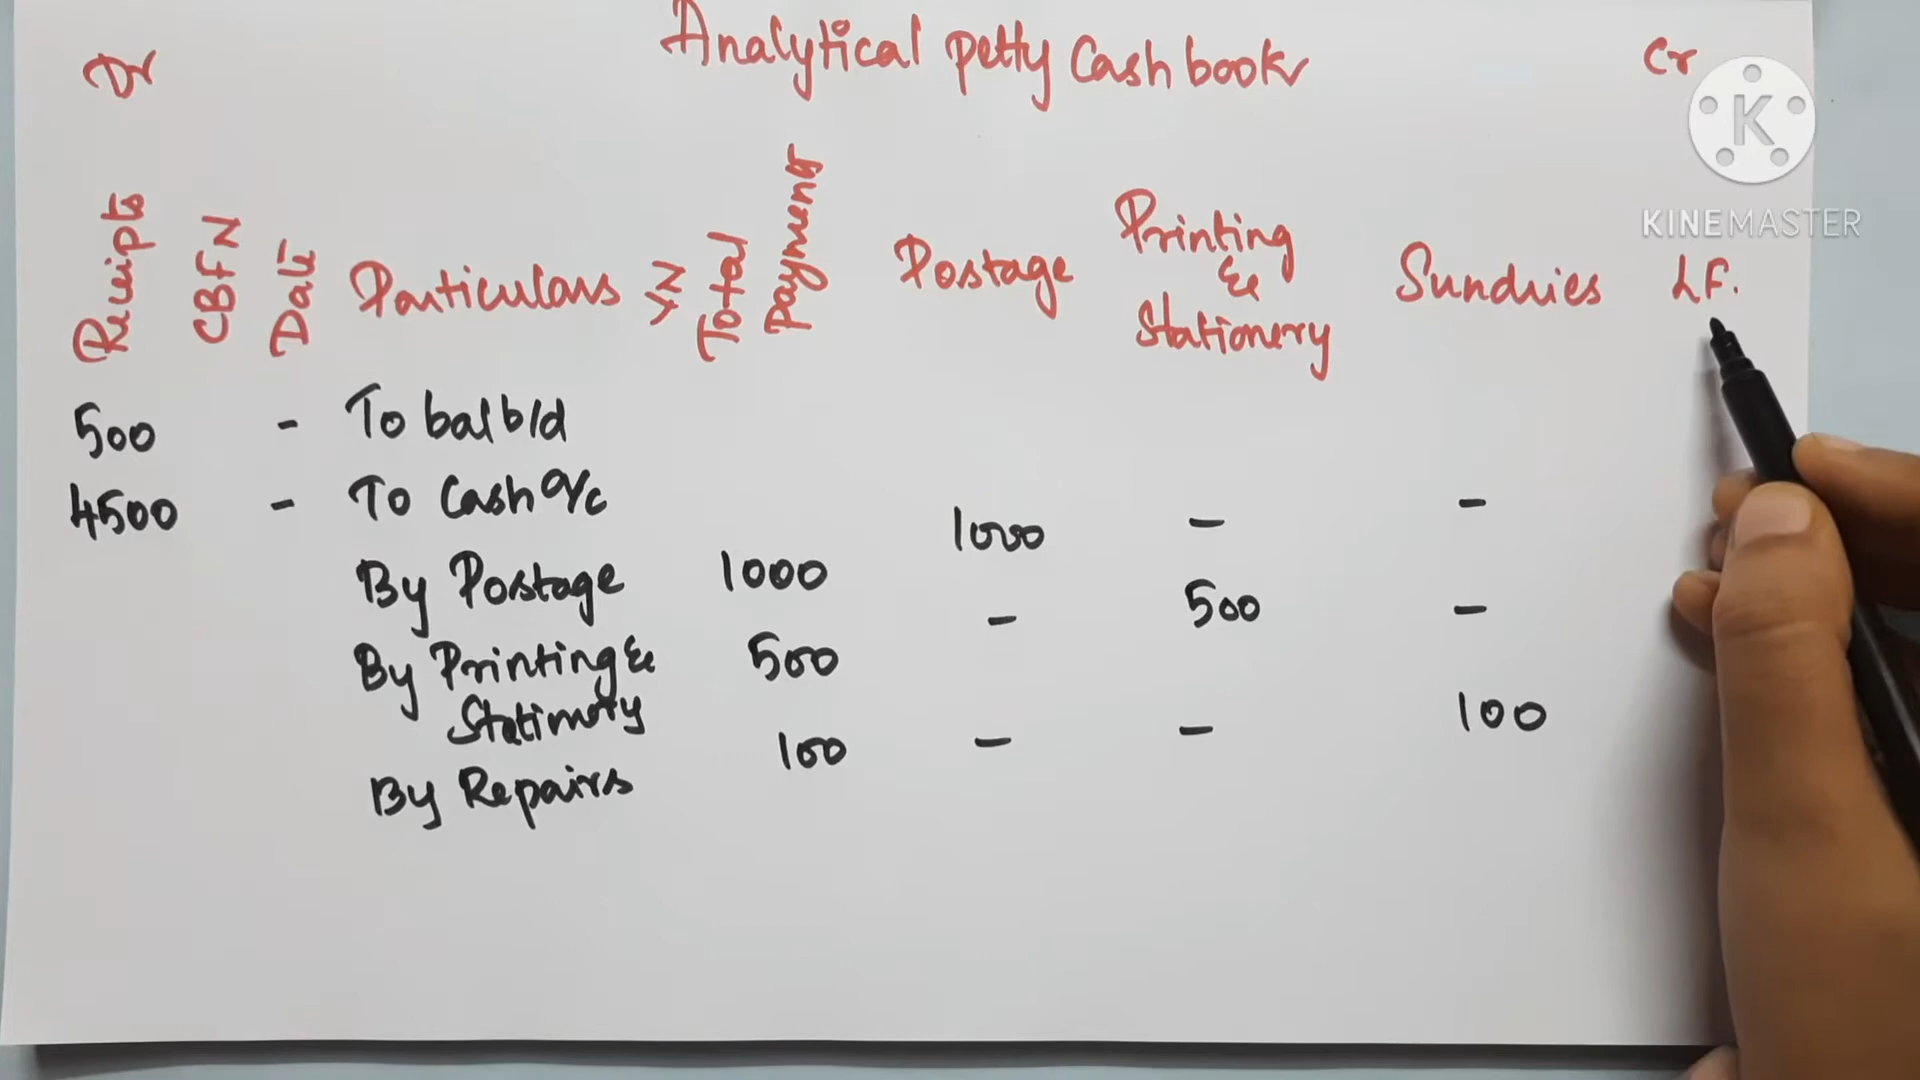 Dr Analytical petty Cash book Cr
K
KINEMASTER
Receipts CBFN Date Particulars VN Total Payments Postage Printing & Stationery Sundries LF.
500 - To bal b/d
4500 - To Cash a/c
By Postage 1000 1000 - -
By Printing & 500 - 500 -
Stationery
By Repairs 100 - - 100